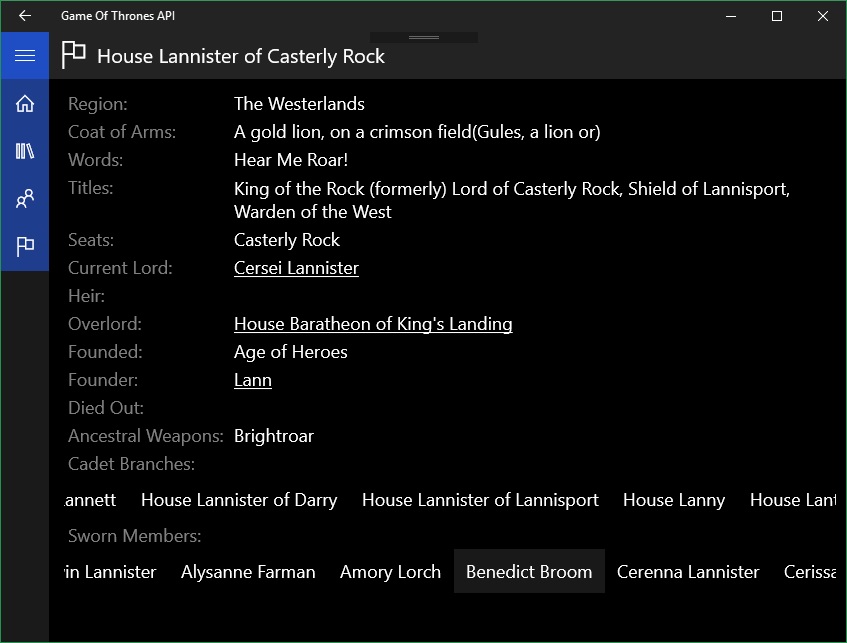 Game Of Thrones API
House Lannister of Casterly Rock
Region: The Westerlands
Coat of Arms: A gold lion, on a crimson field(Gules, a lion or)
Words: Hear Me Roar!
Titles: King of the Rock (formerly) Lord of Casterly Rock, Shield of Lannisport,
Warden of the West
Seats: Casterly Rock
Current Lord: Cersei Lannister
Heir:
Overlord: House Baratheon of King's Landing
Founded: Age of Heroes
Founder: Lann
Died Out:
Ancestral Weapons: Brightroar
Cadet Branches:
annett House Lannister of Darry House Lannister of Lannisport House Lanny House Lant
Sworn Members:
in Lannister Alysanne Farman Amory Lorch Benedict Broom Cerenna Lannister Cerissa